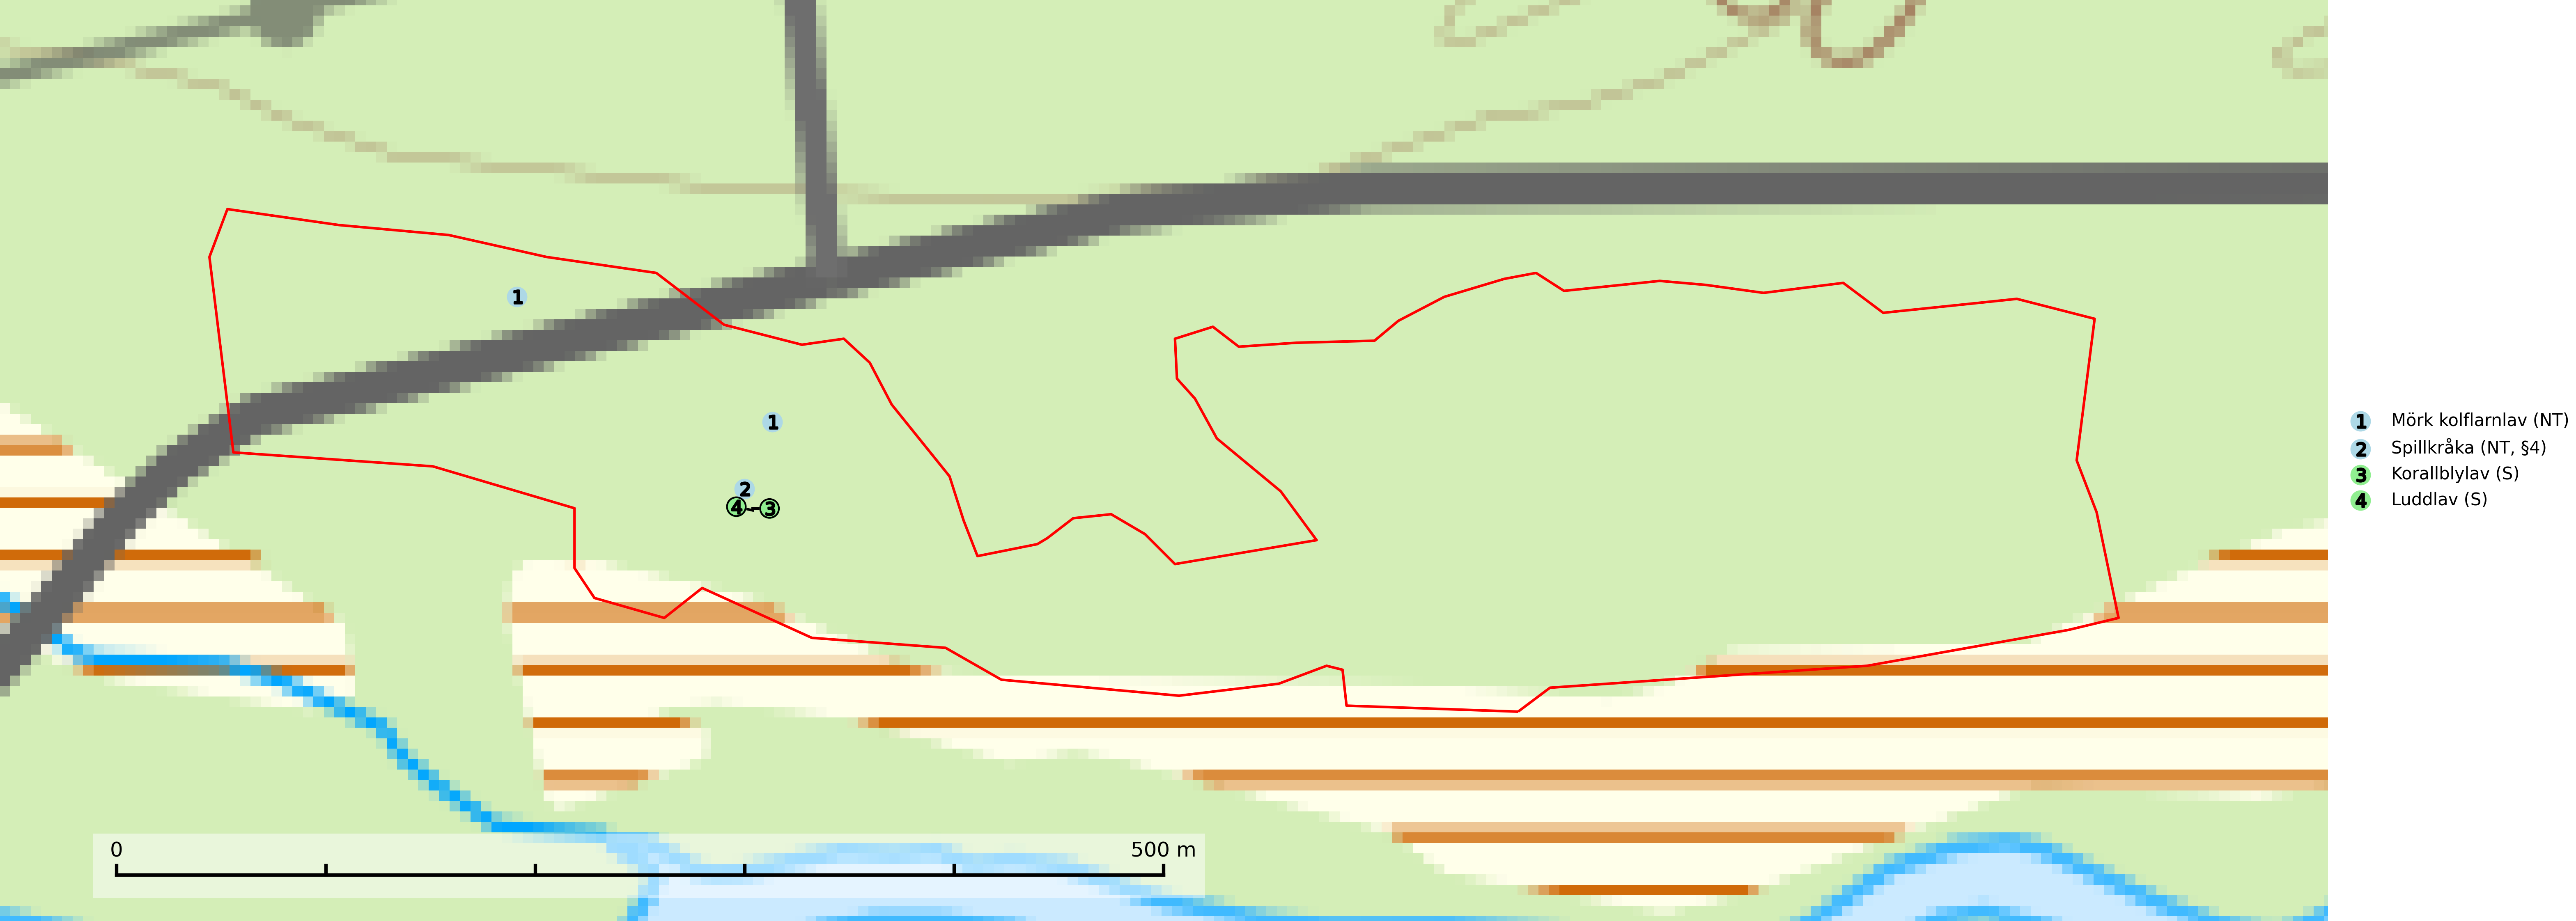 1
1
2
4
3
1 Mörk kolflarnlav (NT)
2 Spillkråka (NT, §4)
3 Korallblylav (S)
4 Luddlav (S)
0 500 m